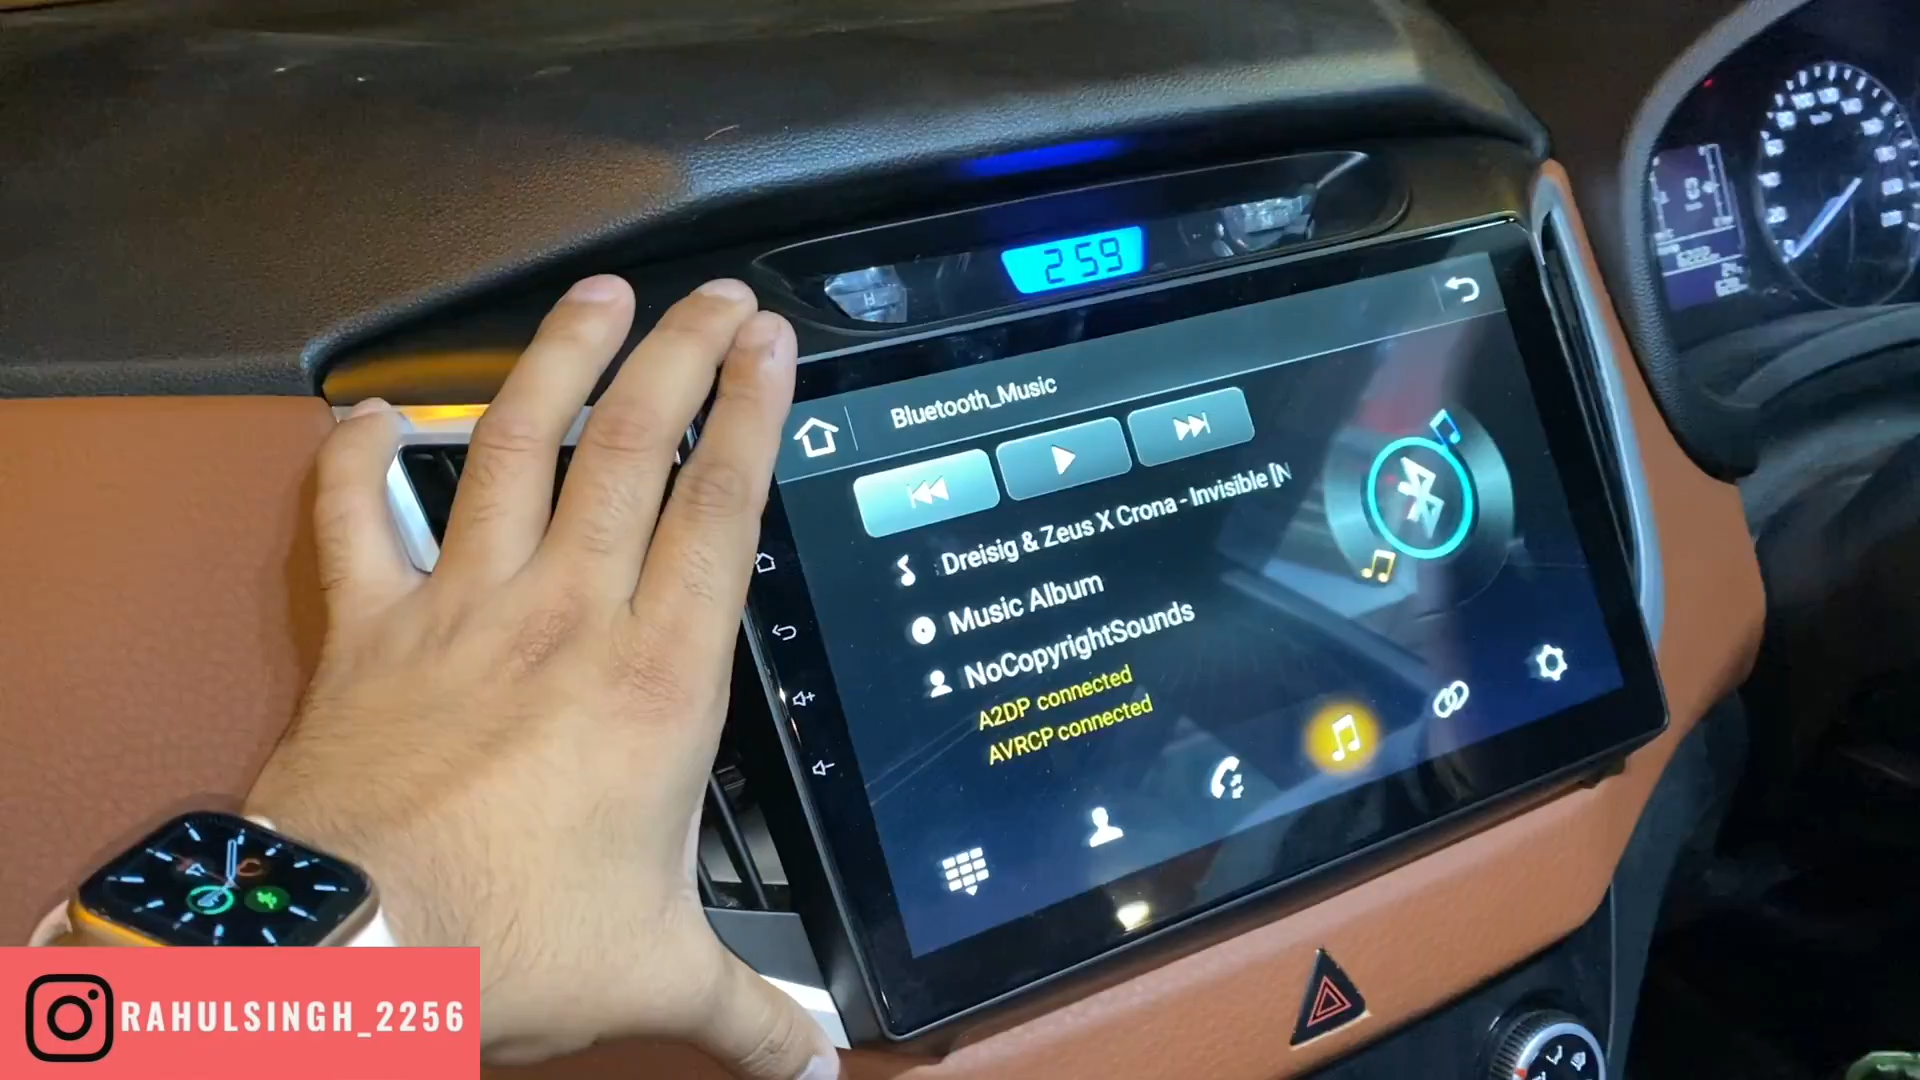 2:59
Bluetooth_Music
Dreisig & Zeus X Crona - Invisible [N
Music Album
NoCopyrightSounds
A2DP connected
AVRCP connected
RAHULSINGH_2256